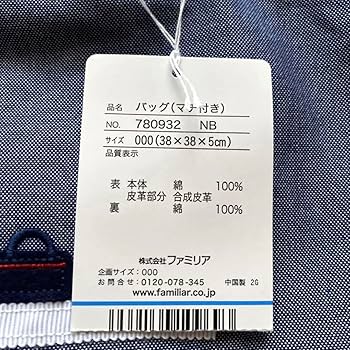 品名 バッグ(マチ付き)
NO. 780932 NB
サイズ 000(38×38×5cm)
品質表示
表 本体 綿 100%
皮革部分 合成皮革
裏 綿 100%
株式会社ファミリア
企画サイズ:000
お問合せ:0120-078-345 中国製 2G
www.familiar.co.jp